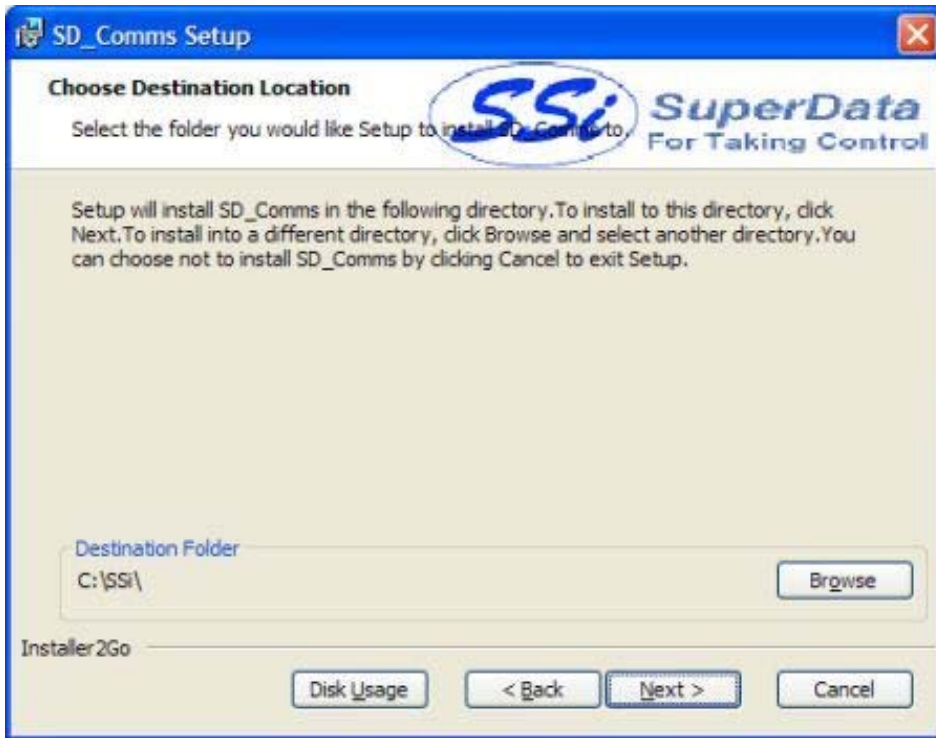 SD_Comms Setup
Choose Destination Location
Select the folder you would like Setup to install SD_Comms to.
SSi
SuperData
For Taking Control
Setup will install SD_Comms in the following directory.To install to this directory, click
Next.To install into a different directory, click Browse and select another directory.You
can choose not to install SD_Comms by clicking Cancel to exit Setup.
Destination Folder
C:\SSi\
Browse
Installer2Go
Disk Usage
< Back
Next >
Cancel